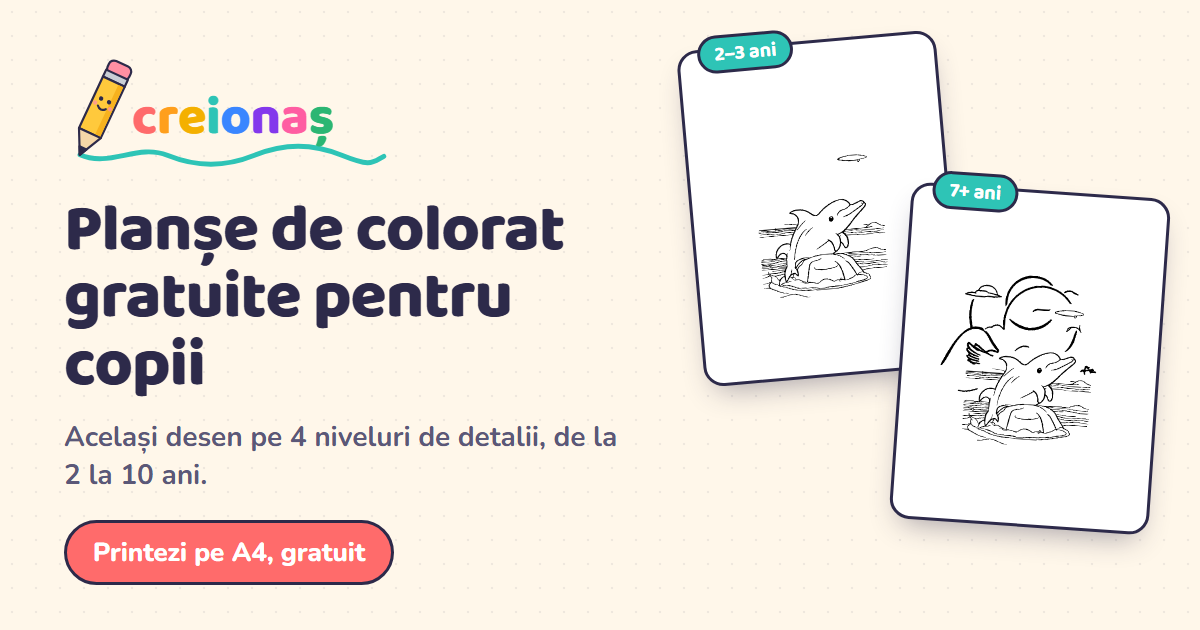 creionaș
Planșe de colorat
gratuite pentru
copii
Același desen pe 4 niveluri de detalii, de la
2 la 10 ani.
Printezi pe A4, gratuit
2–3 ani
7+ ani